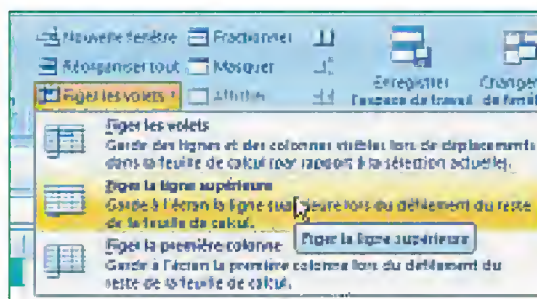 Nouvelle fenêtre Fractionner
Réorganiser tout Masquer
Enregistrer Changer
Figer les volets Afficher l'espace de travail de fenêt
Figer les volets
Garde des lignes et des colonnes visibles lors de déplacements
dans la feuille de calcul (par rapport à la sélection actuelle).
Figer la ligne supérieure
Garde à l'écran la ligne supérieure lors du défilement du reste
de la feuille de calcul.
Figer la ligne supérieure
Figer la première colonne
Garde à l'écran la première colonne lors du défilement du
reste de la feuille de calcul.